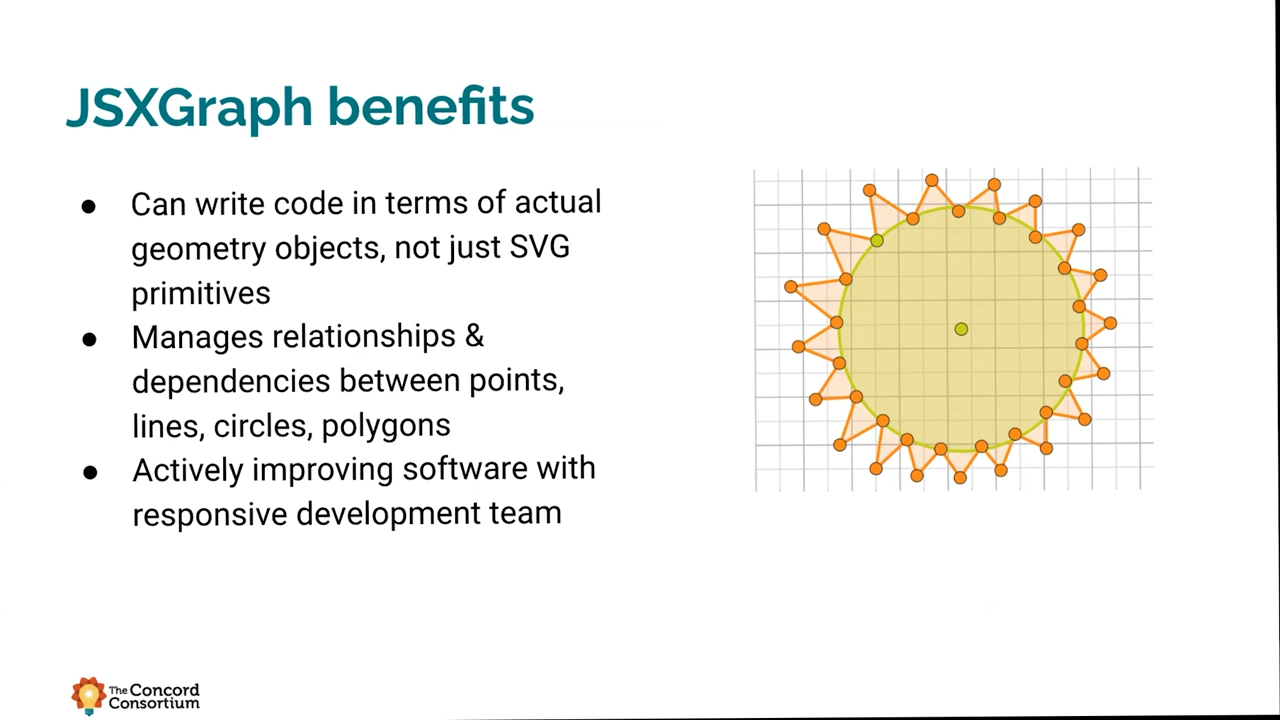 JSXGraph benefits
● Can write code in terms of actual
geometry objects, not just SVG
primitives
● Manages relationships &
dependencies between points,
lines, circles, polygons
● Actively improving software with
responsive development team
The Concord
Consortium